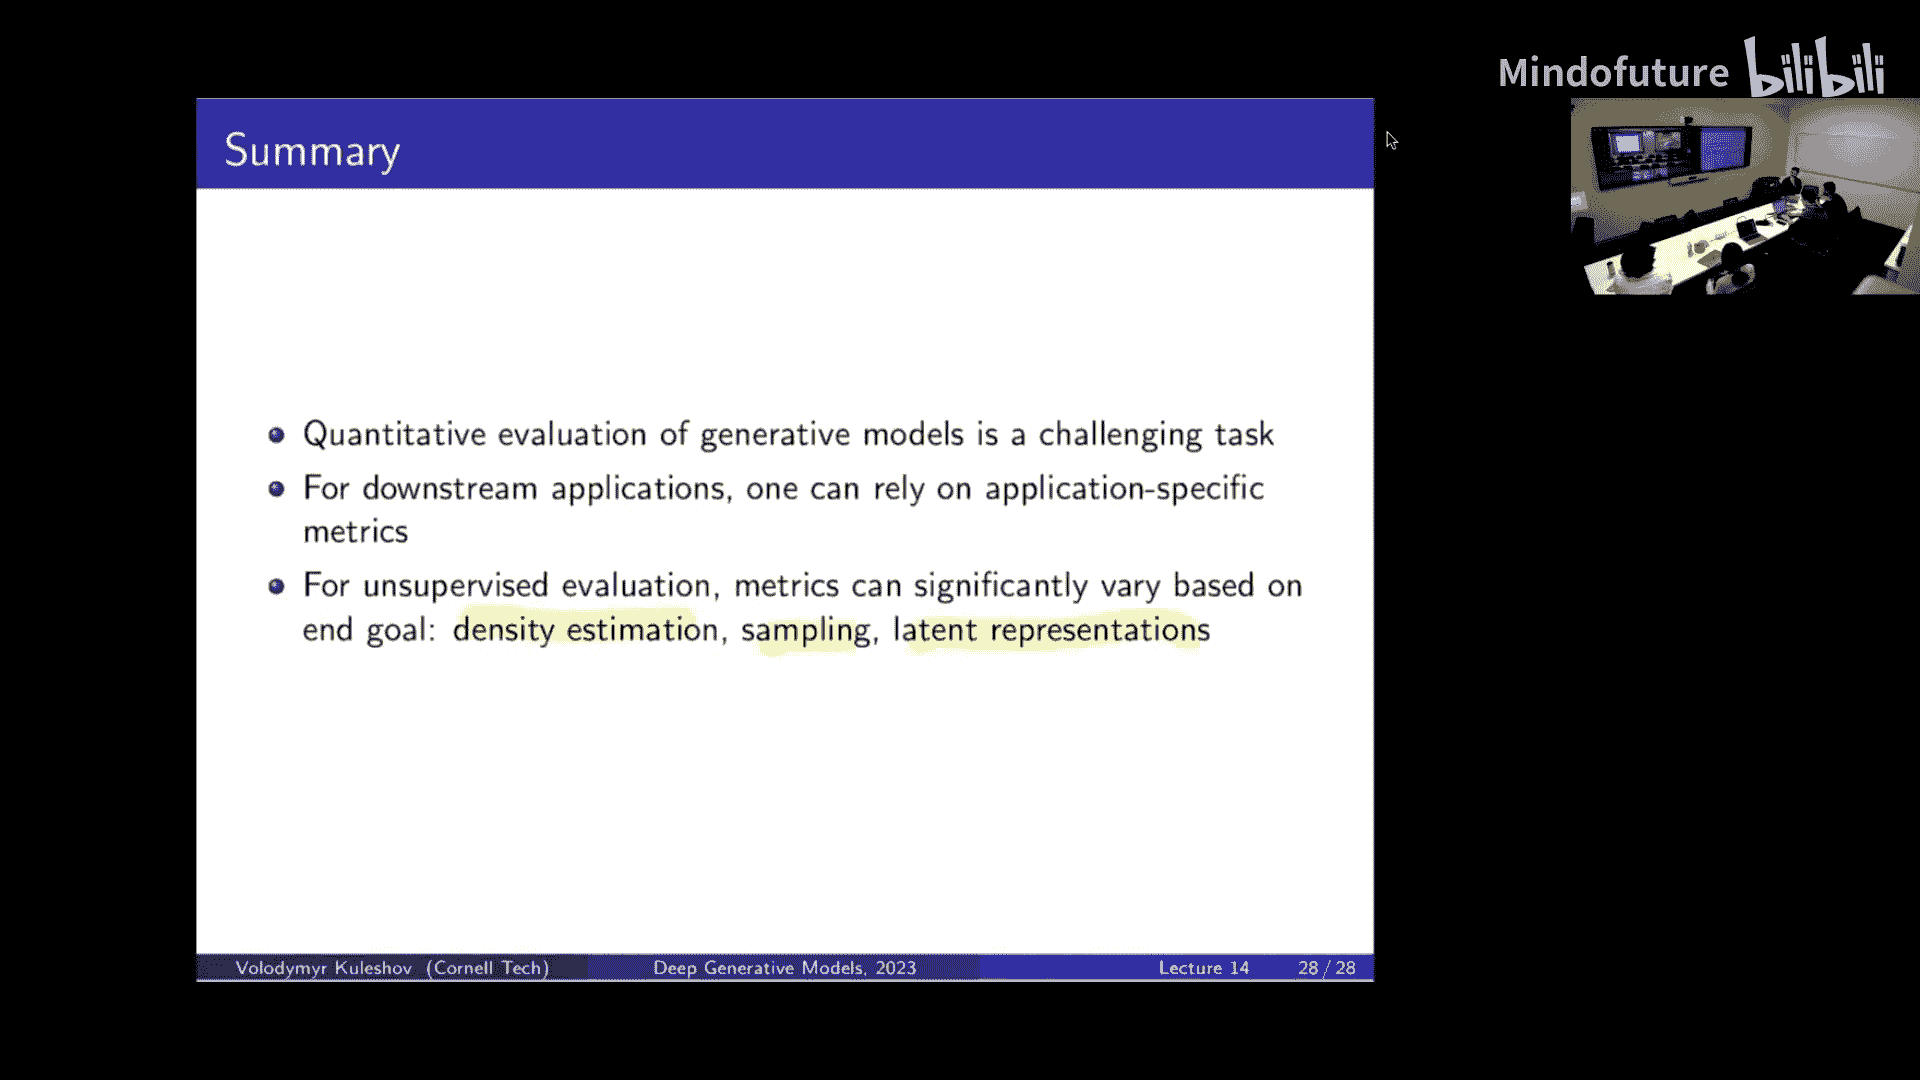 Mindofuture bilibili
Summary
Quantitative evaluation of generative models is a challenging task
For downstream applications, one can rely on application-specific
metrics
For unsupervised evaluation, metrics can significantly vary based on
end goal: density estimation, sampling, latent representations
Volodymyr Kuleshov (Cornell Tech) Deep Generative Models, 2023 Lecture 14 28 / 28